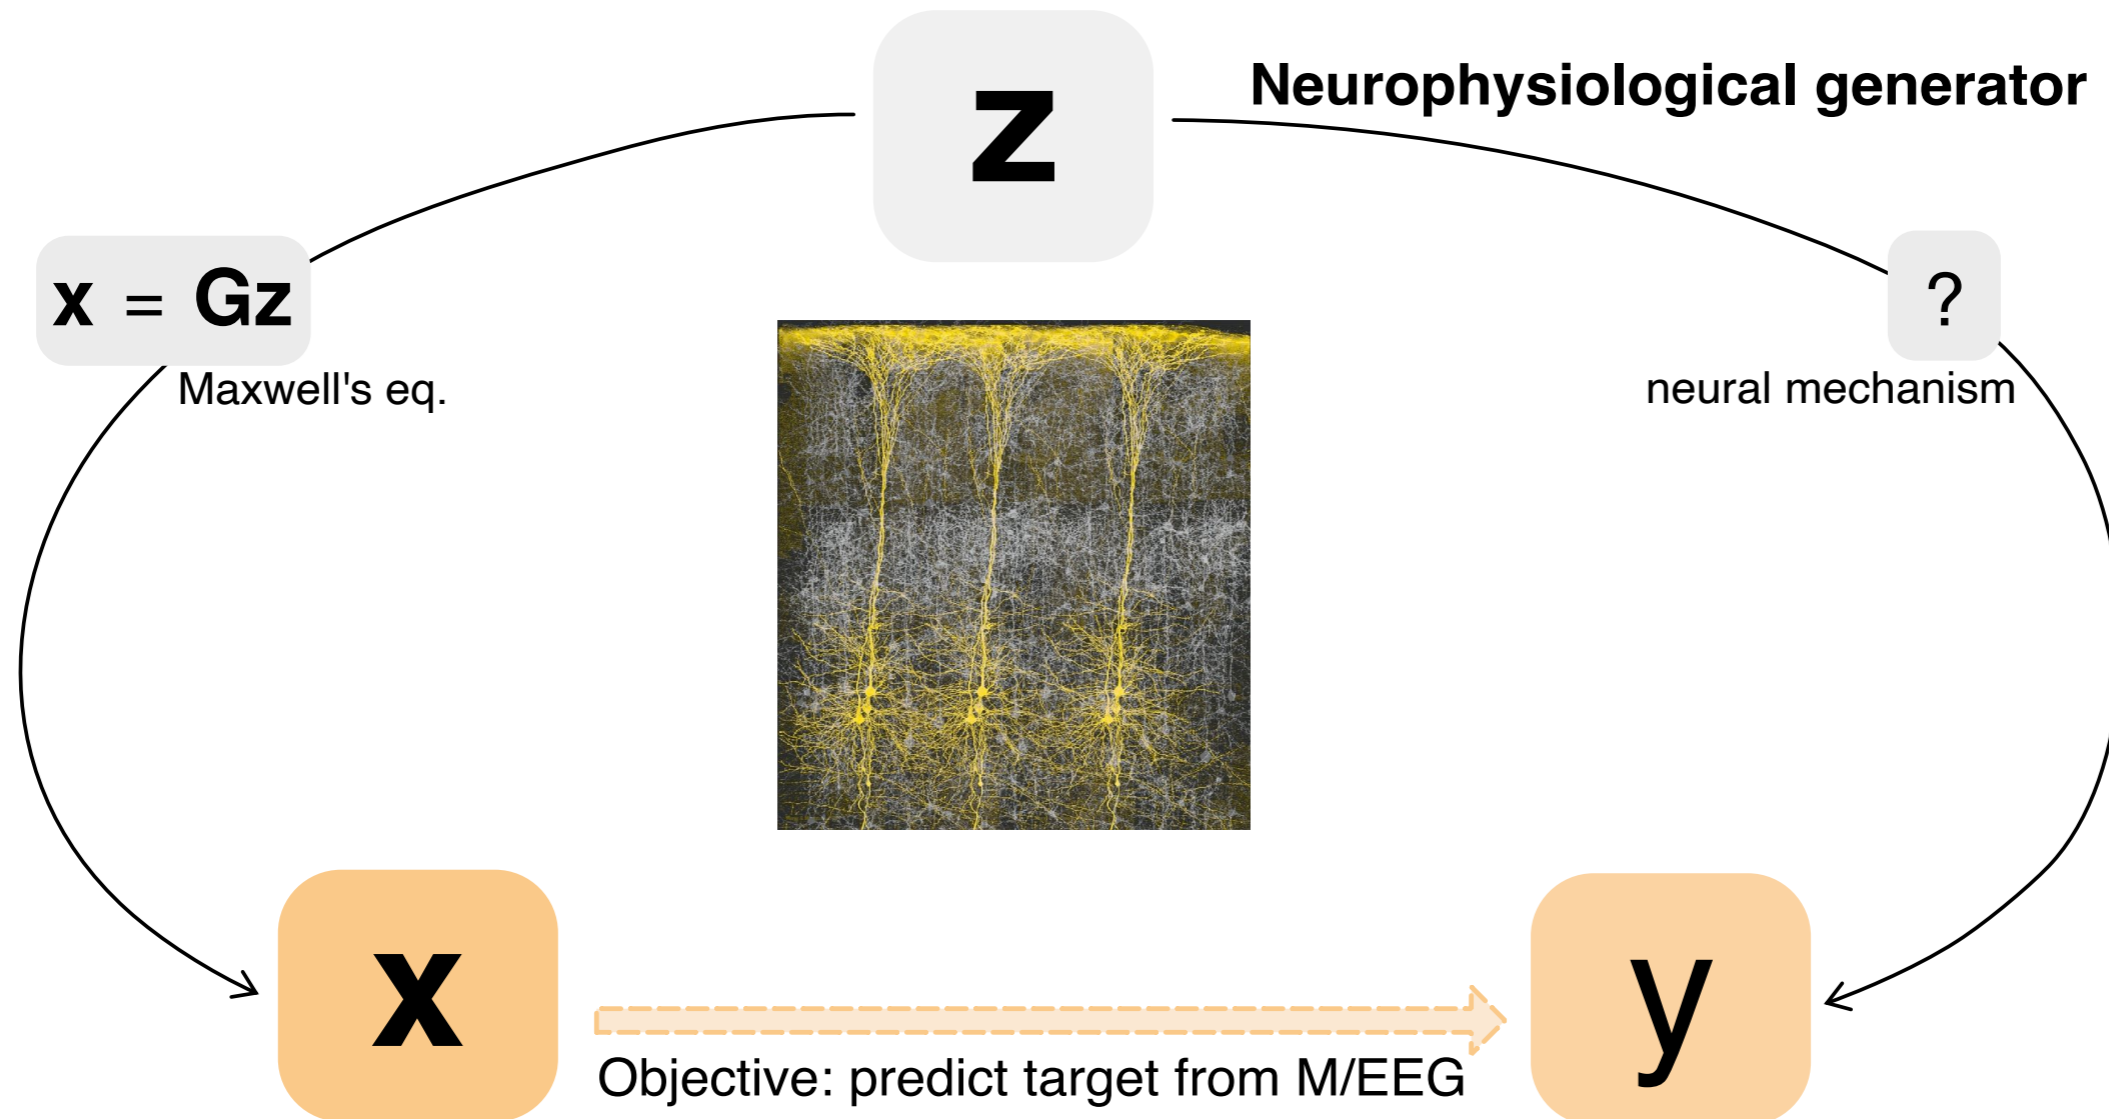 z
Neurophysiological generator
x = Gz
Maxwell's eq.
?
neural mechanism
x
y
Objective: predict target from M/EEG